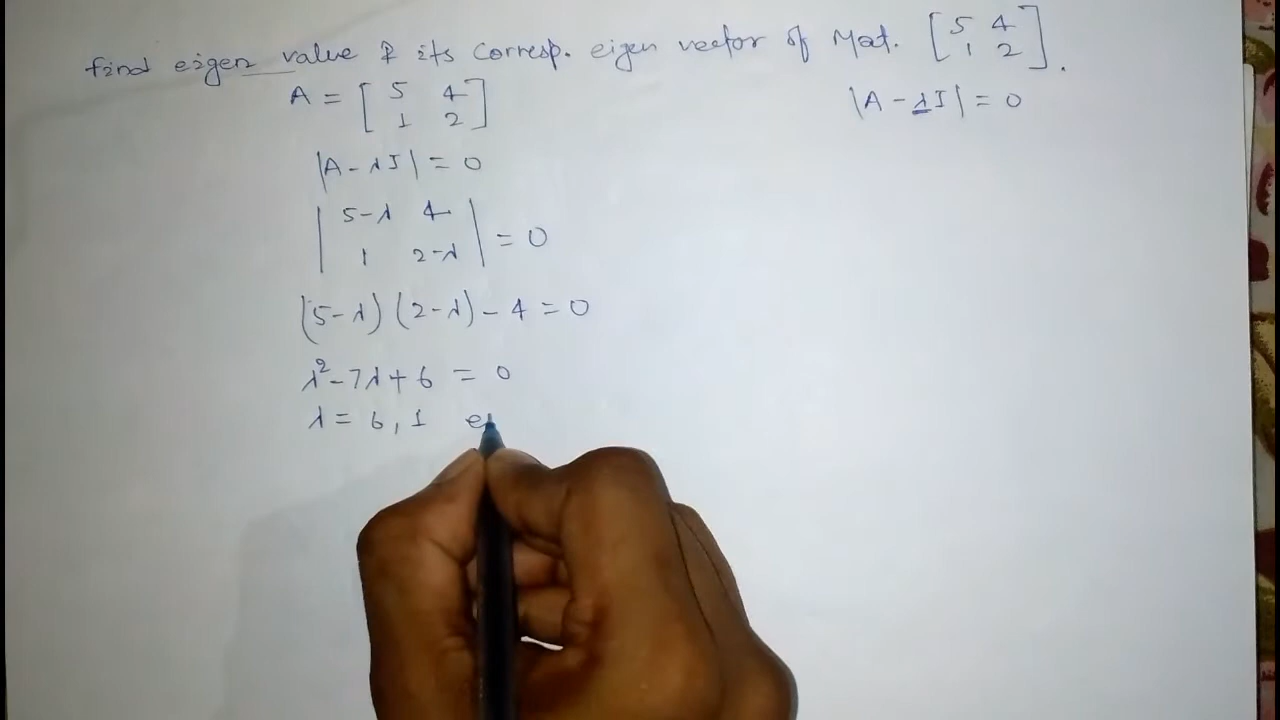 find eigen value & its corresp. eigen vector of Mat. [5 4
1 2].
A = [5 4
1 2]
|A - λI| = 0
|A - λI| = 0
|5-λ 4
1 2-λ| = 0
(5-λ) (2-λ) - 4 = 0
λ² - 7λ + 6 = 0
λ = 6, 1 e